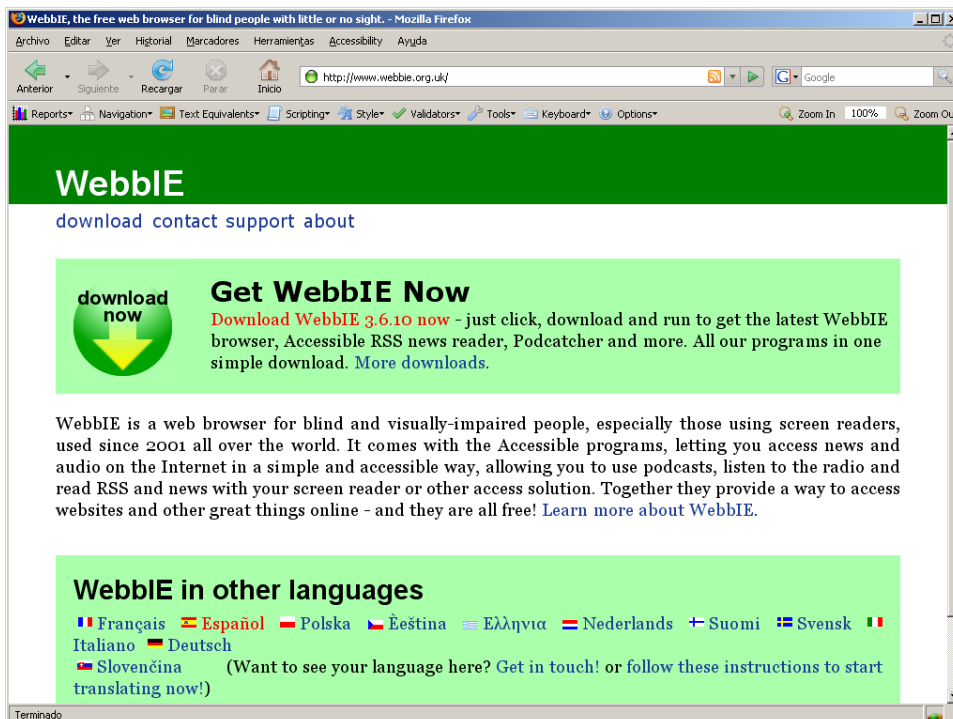 WebbIE, the free web browser for blind people with little or no sight. - Mozilla Firefox
Archivo Editar Ver Historial Marcadores Herramientas Accessibility Ayuda
Anterior Siguiente Recargar Parar Inicio http://www.webbie.org.uk/ G Google
Reports Navigation Text Equivalents Scripting Style Validators Tools Keyboard Options Zoom In 100% Zoom Ou
WebbIE
download contact support about
download
now
Get WebbIE Now
Download WebbIE 3.6.10 now - just click, download and run to get the latest WebbIE
browser, Accessible RSS news reader, Podcatcher and more. All our programs in one
simple download. More downloads.
WebbIE is a web browser for blind and visually-impaired people, especially those using screen readers,
used since 2001 all over the world. It comes with the Accessible programs, letting you access news and
audio on the Internet in a simple and accessible way, allowing you to use podcasts, listen to the radio and
read RSS and news with your screen reader or other access solution. Together they provide a way to access
websites and other great things online - and they are all free! Learn more about WebbIE.
WebbIE in other languages
Français Español Polska Èeština Ελληνια Nederlands Suomi Svensk
Italiano Deutsch
Slovenčina (Want to see your language here? Get in touch! or follow these instructions to start
translating now!)
Terminado